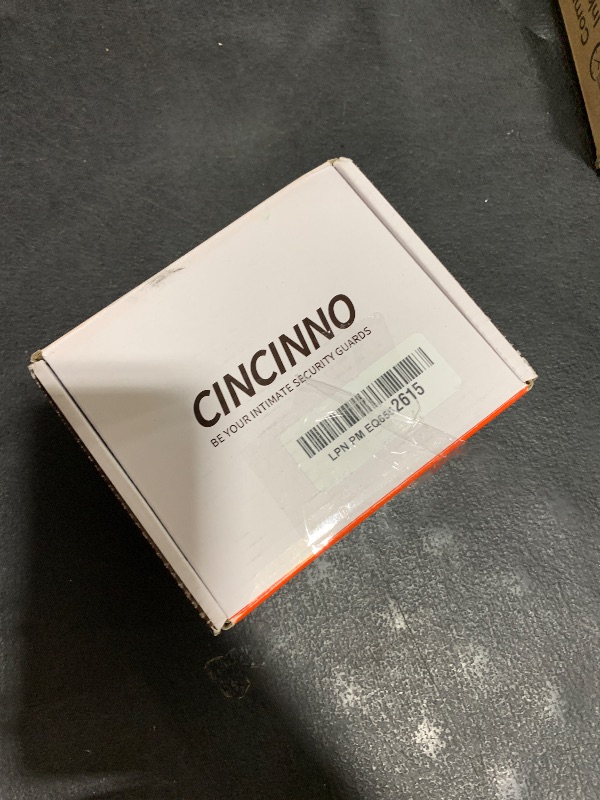 CINCINNO
BE YOUR INTIMATE SECURITY GUARDS
LPN PM 2615